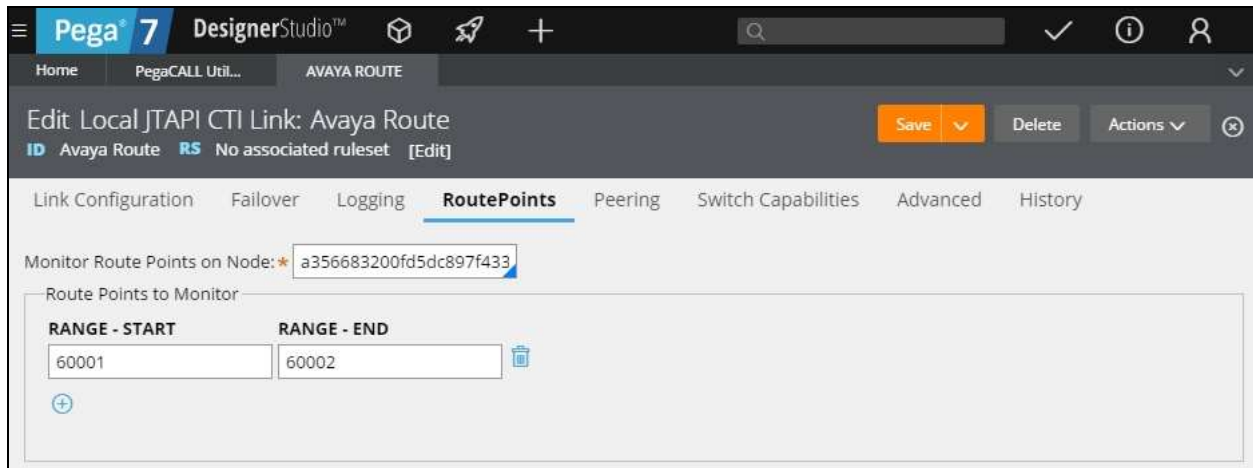 Pega® 7 DesignerStudio™
Home PegaCALL Util... AVAYA ROUTE
Edit Local JTAPI CTI Link: Avaya Route Save Delete Actions
ID Avaya Route RS No associated ruleset [Edit]
Link Configuration Failover Logging RoutePoints Peering Switch Capabilities Advanced History
Monitor Route Points on Node:* a356683200fd5dc897f433
Route Points to Monitor
RANGE - START RANGE - END
60001 60002